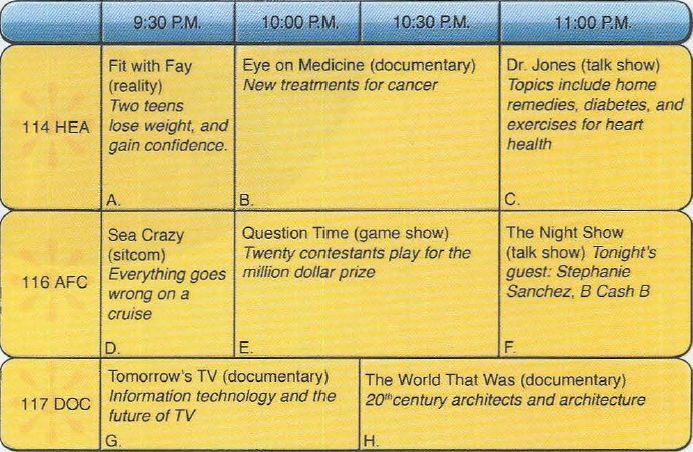 9:30 P.M. 10:00 P.M. 10:30 P.M. 11:00 P.M.
114 HEA
Fit with Fay
(reality)
Two teens
lose weight, and
gain confidence.
A.
Eye on Medicine (documentary)
New treatments for cancer
B.
Dr. Jones (talk show)
Topics include home
remedies, diabetes, and
exercises for heart
health
C.
116 AFC
Sea Crazy
(sitcom)
Everything goes
wrong on a
cruise
D.
Question Time (game show)
Twenty contestants play for the
million dollar prize
E.
The Night Show
(talk show) Tonight's
guest: Stephanie
Sanchez, B Cash B
F.
117 DOC
Tomorrow's TV (documentary)
Information technology and the
future of TV
G.
The World That Was (documentary)
20th century architects and architecture
H.